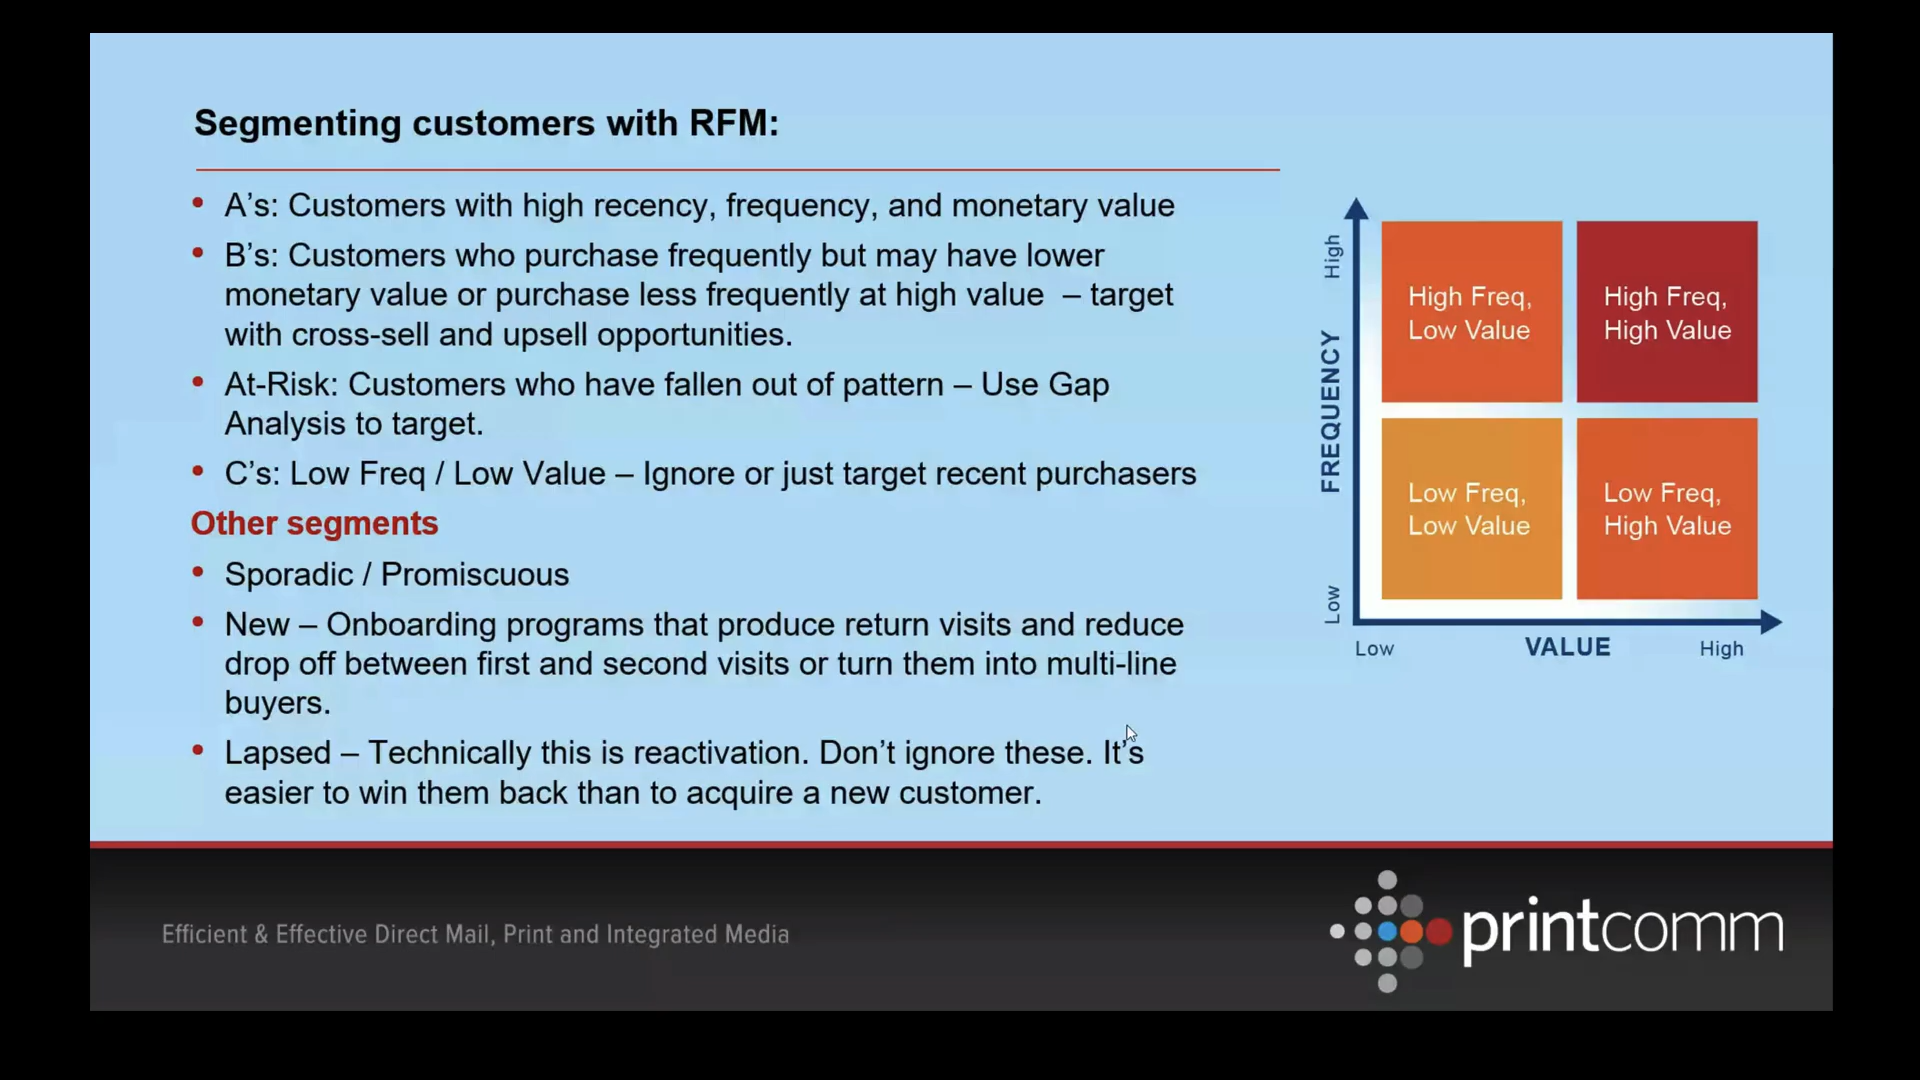 Segmenting customers with RFM:
• A’s: Customers with high recency, frequency, and monetary value
• B’s: Customers who purchase frequently but may have lower
monetary value or purchase less frequently at high value – target
with cross-sell and upsell opportunities.
• At-Risk: Customers who have fallen out of pattern – Use Gap
Analysis to target.
• C’s: Low Freq / Low Value – Ignore or just target recent purchasers
Other segments
• Sporadic / Promiscuous
• New – Onboarding programs that produce return visits and reduce
drop off between first and second visits or turn them into multi-line
buyers.
• Lapsed – Technically this is reactivation. Don’t ignore these. It’s
easier to win them back than to acquire a new customer.
High
FREQUENCY
Low
High Freq,
Low Value
High Freq,
High Value
Low Freq,
Low Value
Low Freq,
High Value
Low
VALUE
High
Efficient & Effective Direct Mail, Print and Integrated Media
printcomm